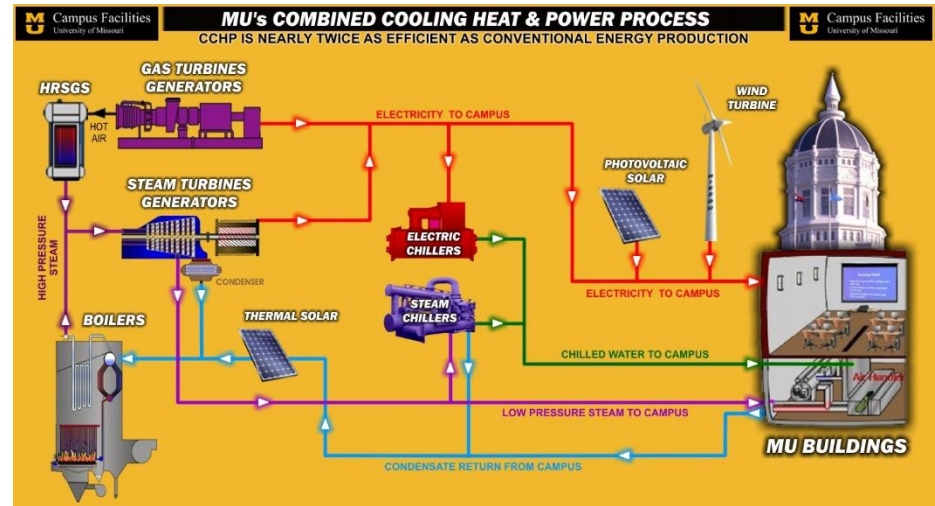 MU
Campus Facilities
University of Missouri
MU's COMBINED COOLING HEAT & POWER PROCESS
CCHP IS NEARLY TWICE AS EFFICIENT AS CONVENTIONAL ENERGY PRODUCTION
MU
Campus Facilities
University of Missouri
HRSGS
GAS TURBINES
GENERATORS
HOT
AIR
ELECTRICITY TO CAMPUS
WIND
TURBINE
PHOTOVOLTAIC
SOLAR
STEAM TURBINES
GENERATORS
HIGH PRESSURE
STEAM
ELECTRIC
CHILLERS
CONDENSER
ELECTRICITY TO CAMPUS
STEAM
CHILLERS
BOILERS
THERMAL SOLAR
CHILLED WATER TO CAMPUS
Air Handler
LOW PRESSURE STEAM TO CAMPUS
MU BUILDINGS
CONDENSATE RETURN FROM CAMPUS